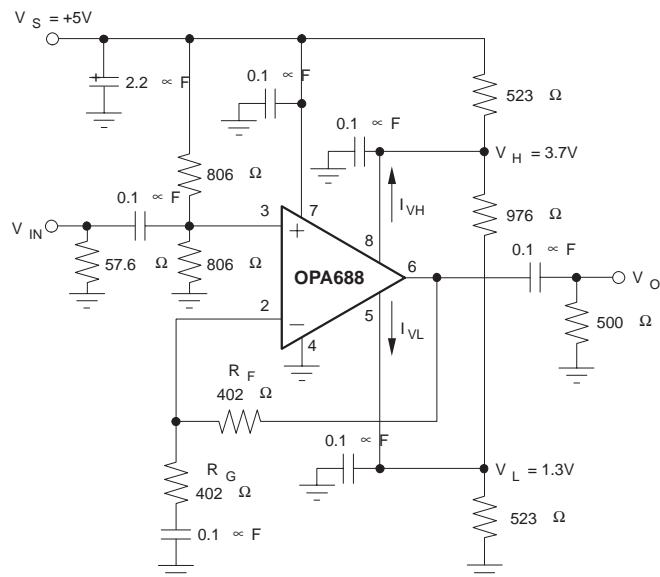 V S = +5V
2.2 ∝ F
0.1 ∝ F
523 Ω
0.1 ∝ F
V H = 3.7V
806 Ω
0.1 ∝ F
I VH
976 Ω
V IN
3
7
8
0.1 ∝ F
+
57.6 Ω
806 Ω
OPA688
6
V O
2
−
5
4
I VL
500 Ω
R F
402 Ω
0.1 ∝ F
V L = 1.3V
R G
402 Ω
523 Ω
0.1 ∝ F